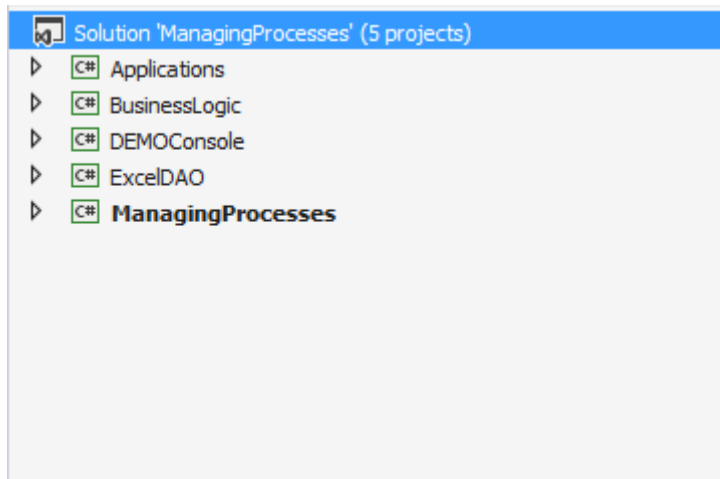 Solution 'ManagingProcesses' (5 projects)
C# Applications
C# BusinessLogic
C# DEMOConsole
C# ExcelDAO
C# ManagingProcesses